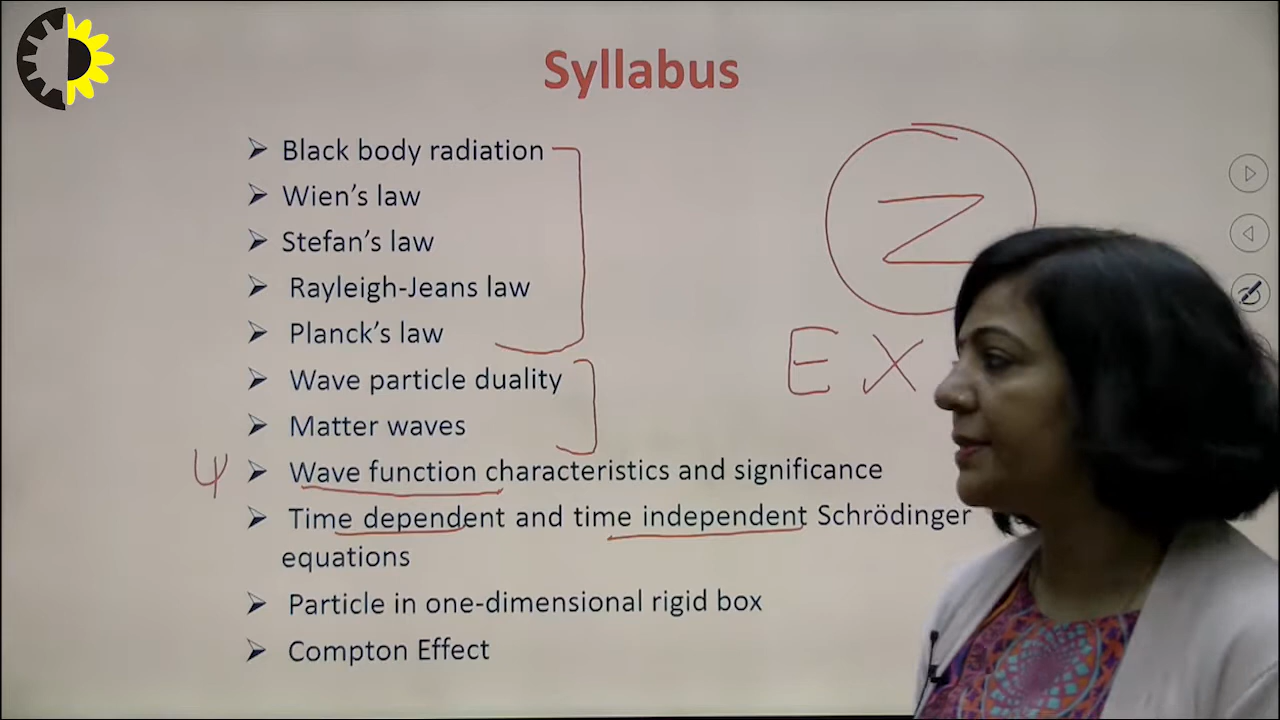 Syllabus
➢ Black body radiation
➢ Wien’s law
➢ Stefan’s law
➢ Rayleigh-Jeans law
➢ Planck’s law
➢ Wave particle duality
➢ Matter waves
ψ ➢ Wave function characteristics and significance
➢ Time dependent and time independent Schrödinger
equations
➢ Particle in one-dimensional rigid box
➢ Compton Effect
Z
E X